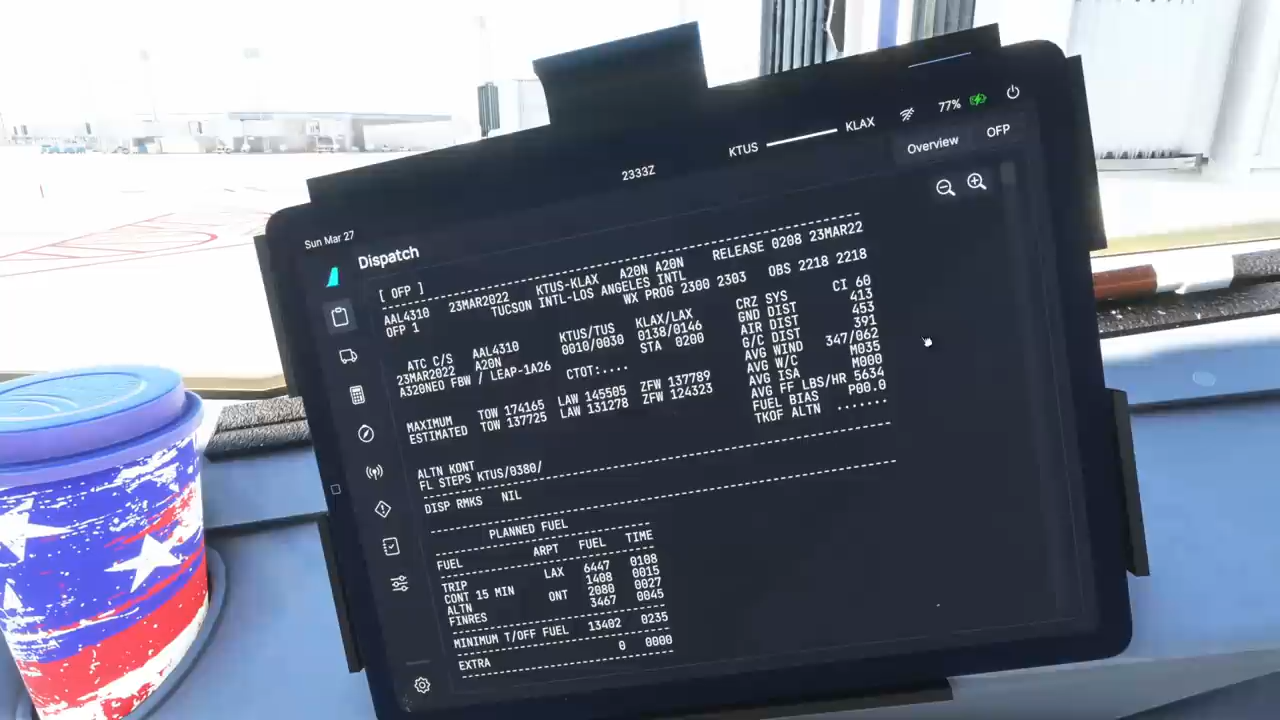 77%
KTUS KLAX
2333Z
Overview OFP
Sun Mar 27
Dispatch
[ OFP ]
AAL4310 23MAR2022 KTUS-KLAX A20N A20N RELEASE 0208 23MAR22
OFP 1 TUCSON INTL-LOS ANGELES INTL
WX PROG 2300 2303 OBS 2218 2218
ATC C/S AAL4310 KTUS/TUS KLAX/LAX CRZ SYS CI 60
23MAR2022 A20N 0010/0030 0138/0146 GND DIST 413
A320NEO FBW / LEAP-1A26 STA 0200 AIR DIST 453
CTOT:.... G/C DIST 391
AVG WIND 347/062
MAXIMUM TOW 174165 LAW 145505 ZFW 137789 AVG W/C M035
ESTIMATED TOW 137725 LAW 131278 ZFW 124323 AVG ISA M000
AVG FF LBS/HR 5634
FUEL BIAS P00.0
ALTN KONT TKOF ALTN .......
FL STEPS KTUS/0380/
DISP RMKS NIL
PLANNED FUEL
FUEL ARPT FUEL TIME
TRIP LAX 6447 0108
CONT 15 MIN 1408 0015
ALTN ONT 2080 0027
FINRES 3467 0045
MINIMUM T/OFF FUEL 13402 0235
EXTRA 0 0000